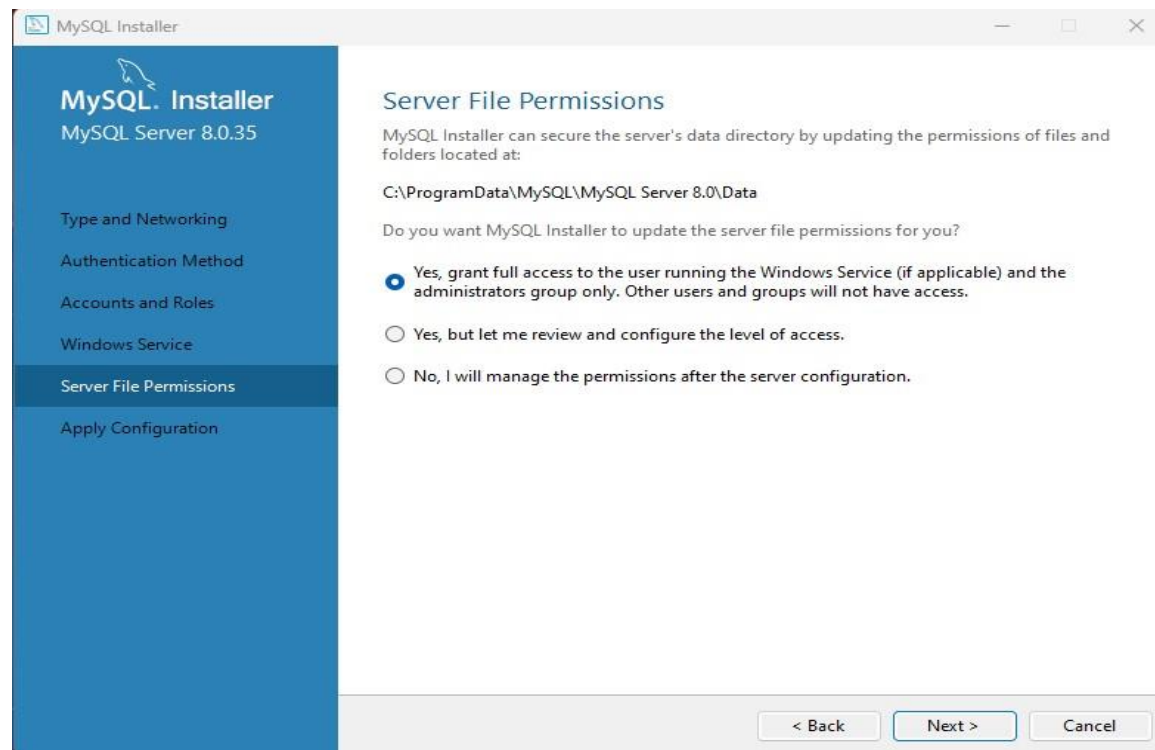 MySQL Installer
MySQL. Installer
MySQL Server 8.0.35
Type and Networking
Authentication Method
Accounts and Roles
Windows Service
Server File Permissions
Apply Configuration
Server File Permissions
MySQL Installer can secure the server's data directory by updating the permissions of files and
folders located at:
C:\ProgramData\MySQL\MySQL Server 8.0\Data
Do you want MySQL Installer to update the server file permissions for you?
Yes, grant full access to the user running the Windows Service (if applicable) and the
administrators group only. Other users and groups will not have access.
Yes, but let me review and configure the level of access.
No, I will manage the permissions after the server configuration.
< Back
Next >
Cancel